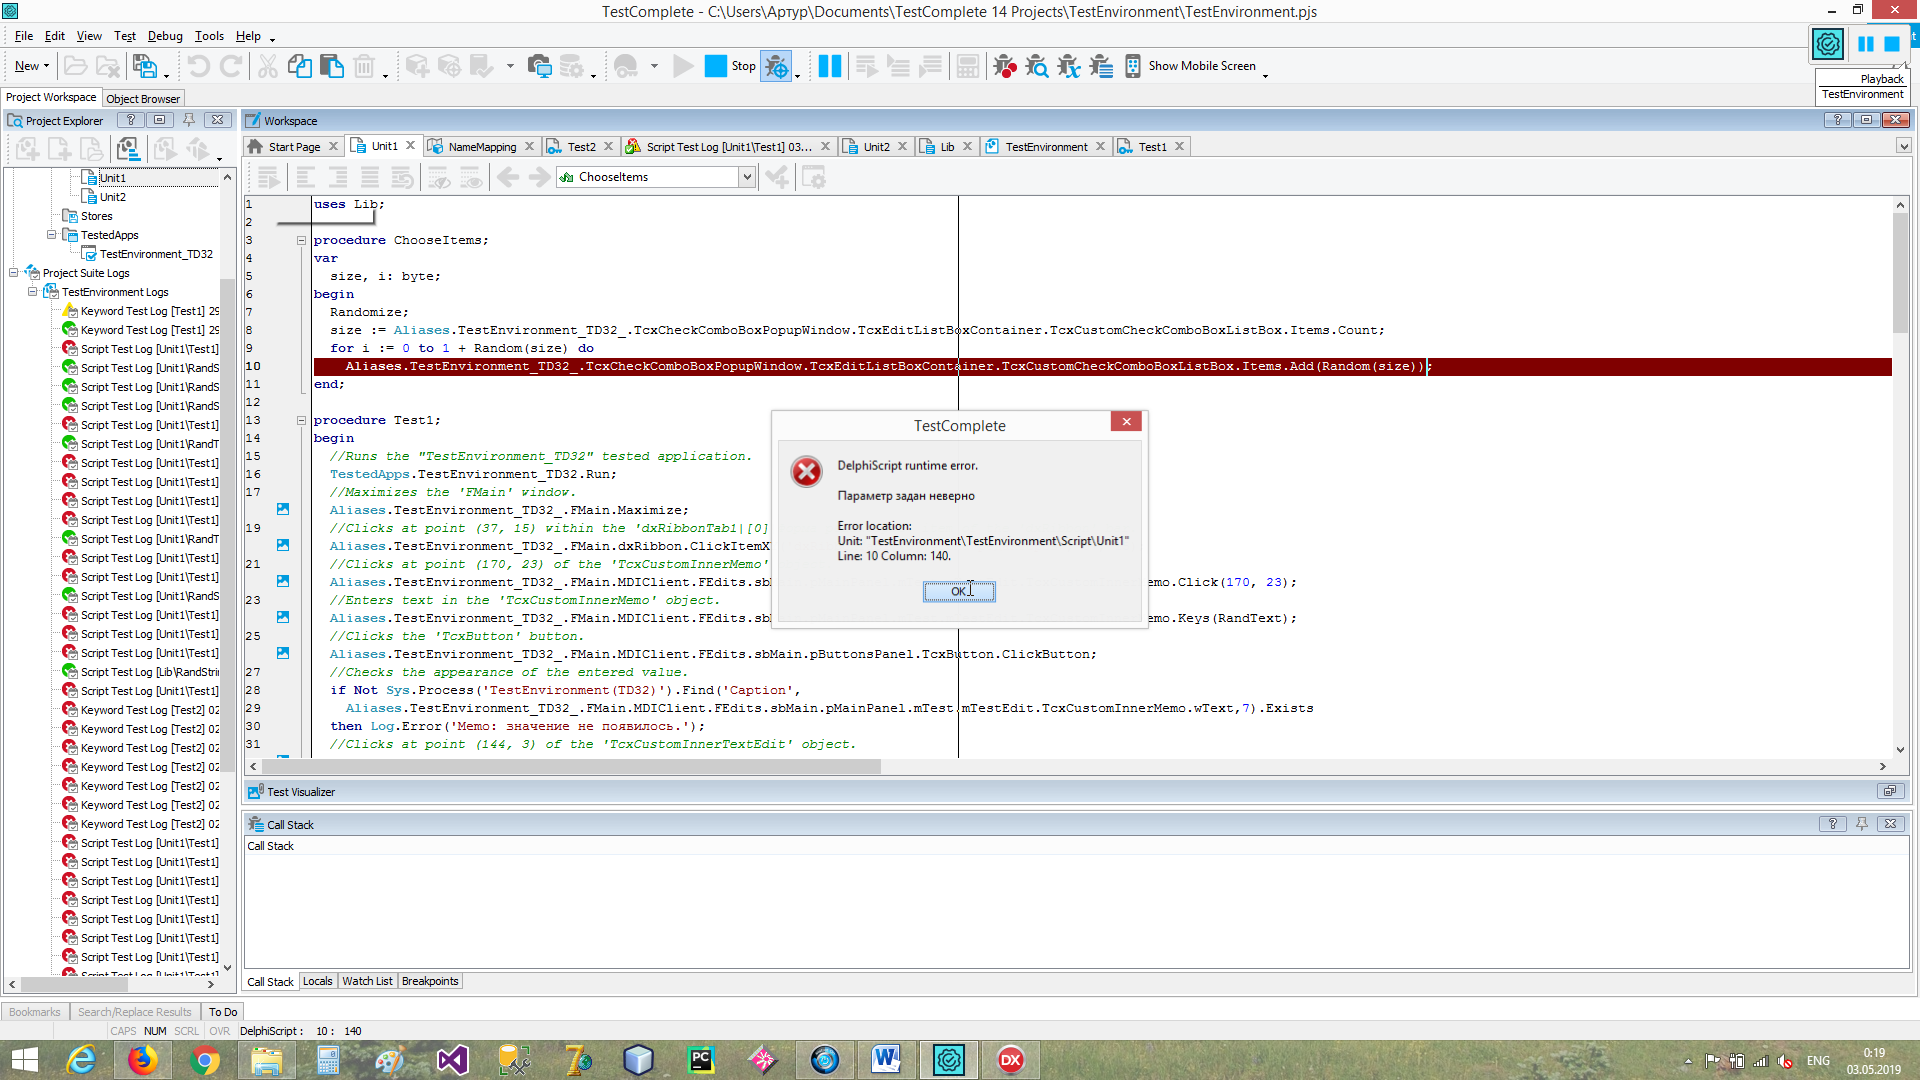 TestComplete - C:\Users\Артур\Documents\TestComplete 14 Projects\TestEnvironment\TestEnvironment.pjs
File Edit View Test Debug Tools Help
New Stop Show Mobile Screen
Playback
TestEnvironment
Project Workspace Object Browser
Project Explorer
Workspace
Start Page Unit1 NameMapping Test2 Script Test Log [Unit1\Test1] 03... Unit2 Lib TestEnvironment Test1
ChooseItems
Unit1
Unit2
Stores
TestedApps
TestEnvironment_TD32
Project Suite Logs
TestEnvironment Logs
Keyword Test Log [Test1] 29
Keyword Test Log [Test1] 29
Script Test Log [Unit1\Test1]
Script Test Log [Unit1\RandS
Script Test Log [Unit1\RandS
Script Test Log [Unit1\RandS
Script Test Log [Unit1\Test1]
Script Test Log [Unit1\RandT
Script Test Log [Unit1\Test1]
Script Test Log [Unit1\Test1]
Script Test Log [Unit1\Test1]
Script Test Log [Unit1\Test1]
Script Test Log [Unit1\RandT
Script Test Log [Unit1\Test1]
Script Test Log [Unit1\Test1]
Script Test Log [Unit1\RandS
Script Test Log [Unit1\Test1]
Script Test Log [Unit1\Test1]
Script Test Log [Unit1\Test1]
Script Test Log [Lib\RandStri
Script Test Log [Unit1\Test1]
Keyword Test Log [Test2] 02
Keyword Test Log [Test2] 02
Keyword Test Log [Test2] 02
Keyword Test Log [Test2] 02
Keyword Test Log [Test2] 02
Keyword Test Log [Test2] 02
Keyword Test Log [Test2] 02
Script Test Log [Unit1\Test1]
Script Test Log [Unit1\Test1]
Script Test Log [Unit1\Test1]
Script Test Log [Unit1\Test1]
Script Test Log [Unit1\Test1]
Script Test Log [Unit1\Test1]
Script Test Log [Unit1\Test1]
Script Test Log [Unit1\Test1]
1 uses Lib;
2
3 procedure ChooseItems;
4 var
5 size, i: byte;
6 begin
7 Randomize;
8 size := Aliases.TestEnvironment_TD32_.TcxCheckComboBoxPopupWindow.TcxEditListBoxContainer.TcxCustomCheckComboBoxListBox.Items.Count;
9 for i := 0 to 1 + Random(size) do
10 Aliases.TestEnvironment_TD32_.TcxCheckComboBoxPopupWindow.TcxEditListBoxContainer.TcxCustomCheckComboBoxListBox.Items.Add(Random(size));
11 end;
12
13 procedure Test1;
14 begin
15 //Runs the "TestEnvironment_TD32" tested application.
16 TestedApps.TestEnvironment_TD32.Run;
17 //Maximizes the 'FMain' window.
Aliases.TestEnvironment_TD32_.FMain.Maximize;
19 //Clicks at point (37, 15) within the 'dxRibbonTab1|[0]
Aliases.TestEnvironment_TD32_.FMain.dxRibbon.ClickItemX
21 //Clicks at point (170, 23) of the 'TcxCustomInnerMemo'
Aliases.TestEnvironment_TD32_.FMain.MDIClient.FEdits.sb emo.Click(170, 23);
23 //Enters text in the 'TcxCustomInnerMemo' object.
Aliases.TestEnvironment_TD32_.FMain.MDIClient.FEdits.sb emo.Keys(RandText);
25 //Clicks the 'TcxButton' button.
Aliases.TestEnvironment_TD32_.FMain.MDIClient.FEdits.sbMain.pButtonsPanel.TcxButton.ClickButton;
27 //Checks the appearance of the entered value.
28 if Not Sys.Process('TestEnvironment(TD32)').Find('Caption',
29 Aliases.TestEnvironment_TD32_.FMain.MDIClient.FEdits.sbMain.pMainPanel.mTest.mTestEdit.TcxCustomInnerMemo.wText,7).Exists
30 then Log.Error('Memo: значение не появилось.');
31 //Clicks at point (144, 3) of the 'TcxCustomInnerTextEdit' object.
TestComplete
DelphiScript runtime error.
Параметр задан неверно
Error location:
Unit: "TestEnvironment\TestEnvironment\Script\Unit1"
Line: 10 Column: 140.
OK
Test Visualizer
Call Stack
Call Stack
Call Stack Locals Watch List Breakpoints
Bookmarks Search/Replace Results To Do
CAPS NUM SCRL OVR DelphiScript : 10 : 140
PC
DX
ENG
0:19
03.05.2019